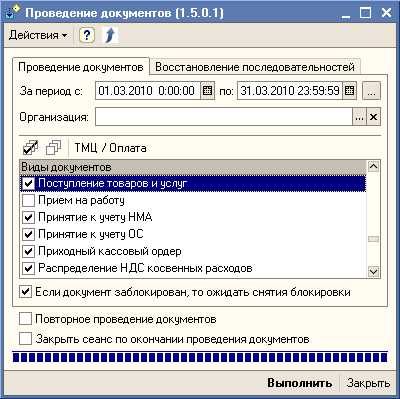 Проведение документов (1.5.0.1)
Действия
Проведение документов Восстановление последовательностей
За период с: 01.03.2010 0:00:00 по: 31.03.2010 23:59:59 ...
Организация: ...
ТМЦ / Оплата
Виды документов
Поступление товаров и услуг
Прием на работу
Принятие к учету НМА
Принятие к учету ОС
Приходный кассовый ордер
Распределение НДС косвенных расходов
Если документ заблокирован, то ожидать снятия блокировки
Повторное проведение документов
Закрыть сеанс по окончании проведения документов
Выполнить Закрыть